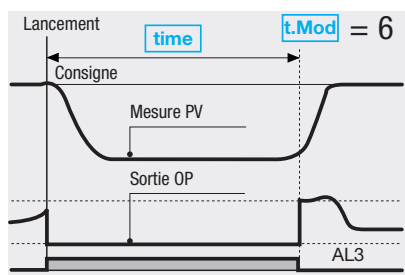 Lancement
time
t.Mod = 6
Consigne
Mesure PV
Sortie OP
AL3